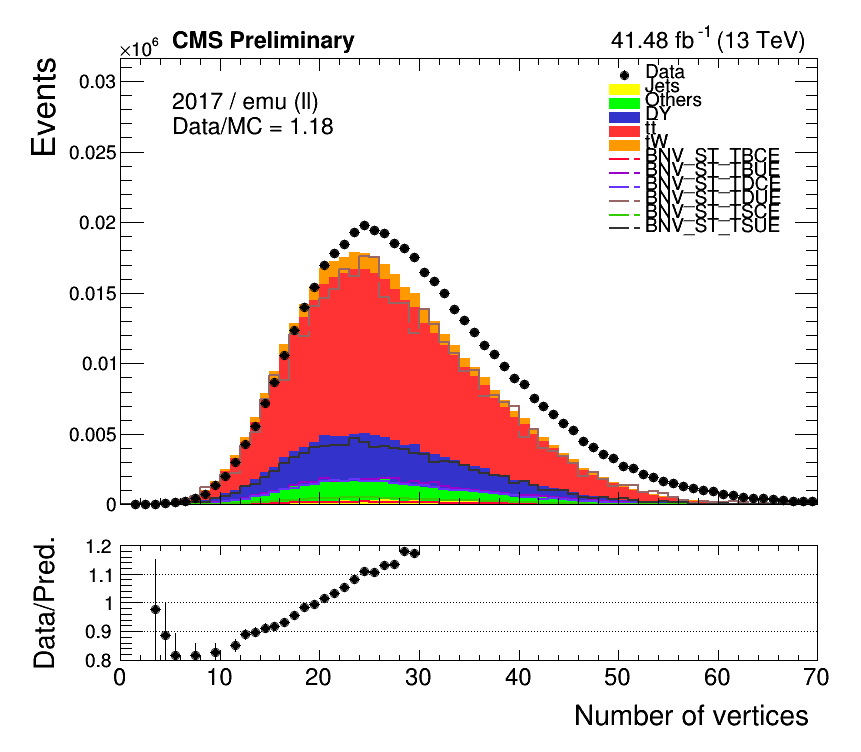 ×10⁶ CMS Preliminary 41.48 fb⁻¹ (13 TeV)
Events
2017 / emu (ll)
Data/MC = 1.18
Data
Jets
Others
DY
tt
tW
BNV_ST_TBCE
BNV_ST_TBUE
BNV_ST_TDCE
BNV_ST_TDUE
BNV_ST_TSCE
BNV_ST_TSUE
0.03
0.025
0.02
0.015
0.01
0.005
0
Data/Pred.
1.2
1.1
1
0.9
0.8
0 10 20 30 40 50 60 70
Number of vertices